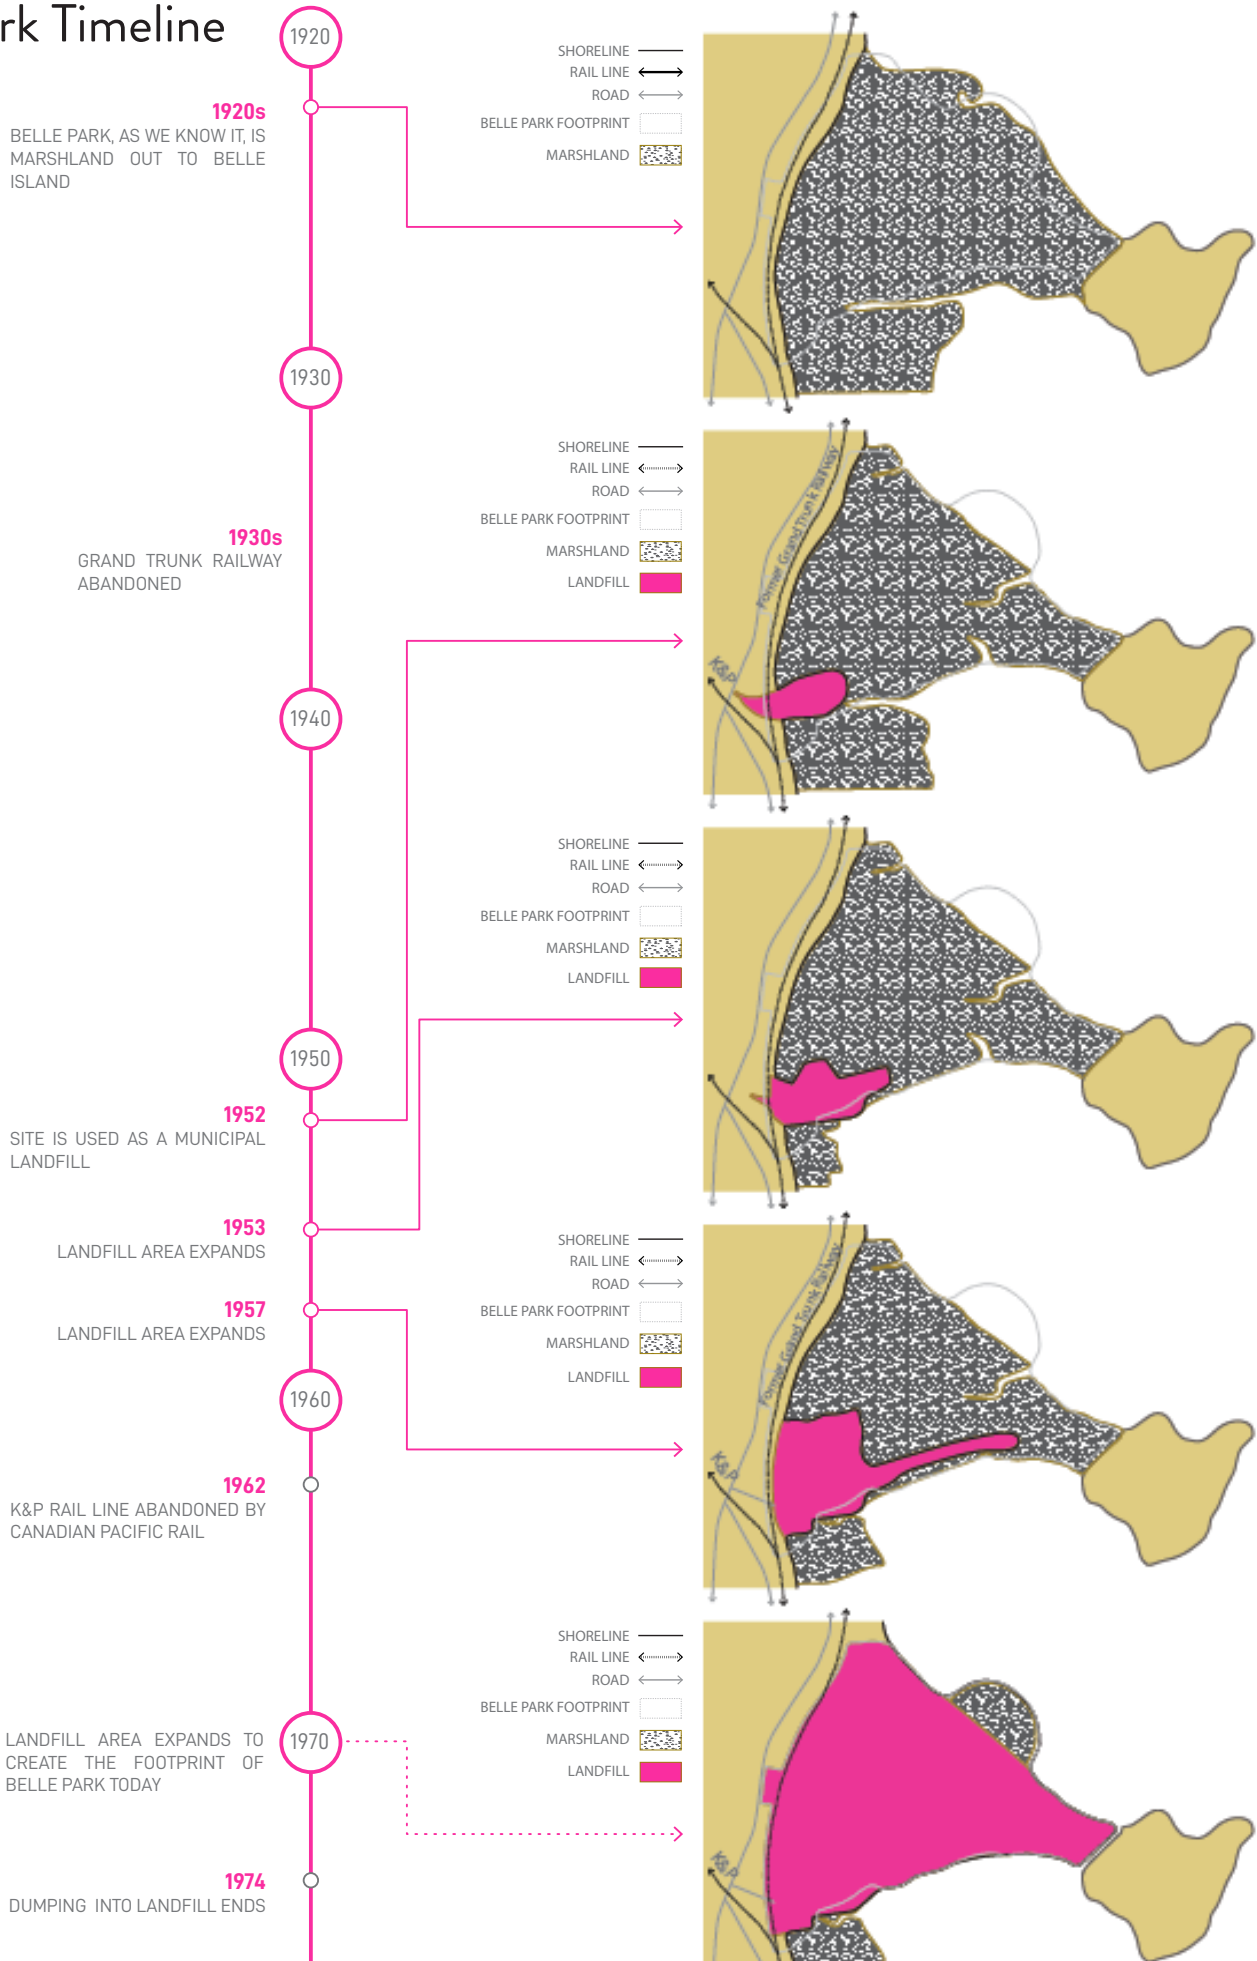 rk Timeline
1920
1920s
BELLE PARK, AS WE KNOW IT, IS
MARSHLAND OUT TO BELLE
ISLAND
SHORELINE
RAIL LINE
ROAD
BELLE PARK FOOTPRINT
MARSHLAND
1930
1930s
GRAND TRUNK RAILWAY
ABANDONED
SHORELINE
RAIL LINE
ROAD
BELLE PARK FOOTPRINT
MARSHLAND
LANDFILL
Former Grand Trunk Railway
K&P
1940
SHORELINE
RAIL LINE
ROAD
BELLE PARK FOOTPRINT
MARSHLAND
LANDFILL
1950
1952
SITE IS USED AS A MUNICIPAL
LANDFILL
1953
LANDFILL AREA EXPANDS
1957
LANDFILL AREA EXPANDS
SHORELINE
RAIL LINE
ROAD
BELLE PARK FOOTPRINT
MARSHLAND
LANDFILL
Former Grand Trunk Railway
K&P
1960
1962
K&P RAIL LINE ABANDONED BY
CANADIAN PACIFIC RAIL
SHORELINE
RAIL LINE
ROAD
BELLE PARK FOOTPRINT
MARSHLAND
LANDFILL
K&P
1970
LANDFILL AREA EXPANDS TO
CREATE THE FOOTPRINT OF
BELLE PARK TODAY
1974
DUMPING INTO LANDFILL ENDS